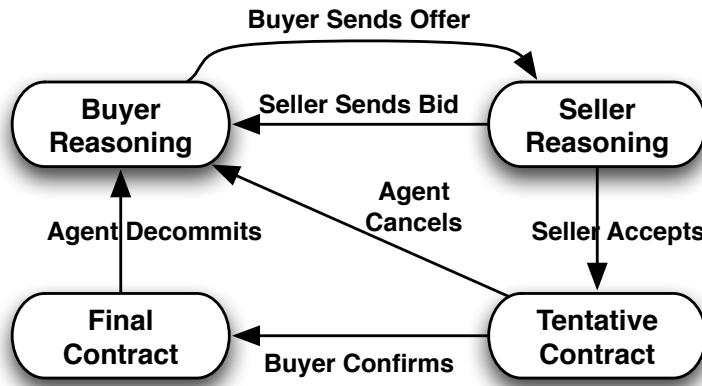 Buyer Sends Offer
Buyer
Reasoning
Seller Sends Bid
Seller
Reasoning
Agent
Cancels
Agent Decommits
Seller Accepts
Final
Contract
Buyer Confirms
Tentative
Contract